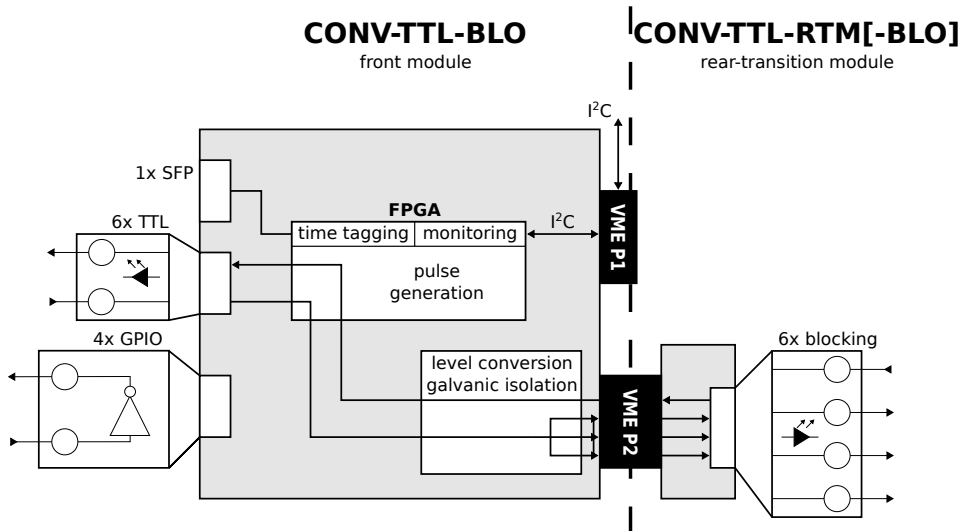 CONV-TTL-BLO
front module
CONV-TTL-RTM[-BLO]
rear-transition module
I²C
1x SFP
6x TTL
FPGA
time tagging
monitoring
I²C
pulse
generation
VME P1
4x GPIO
level conversion
galvanic isolation
VME P2
6x blocking